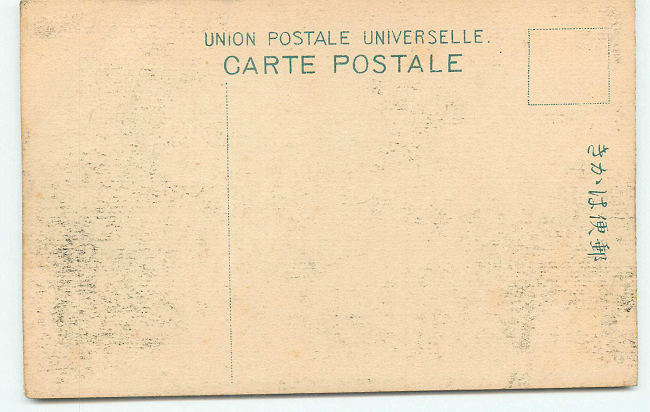 UNION POSTALE UNIVERSELLE.
CARTE POSTALE
きかは便郵